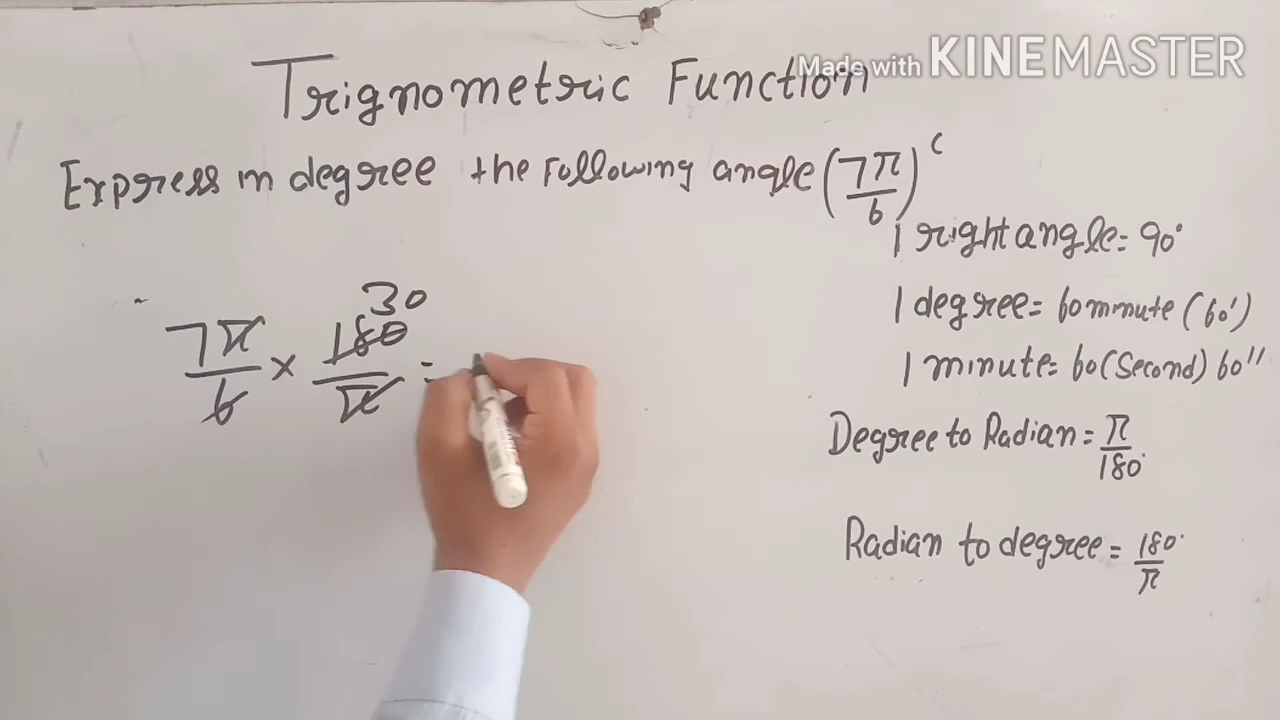 Made with KINEMASTER
Trignometric Function
Express in degree the Following angle (7π/6)ᶜ
1 right angle = 90°
1 degree = 60 minute (60')
1 minute = 60 (Second) 60''
Degree to Radian = π/180°
Radian to degree = 180°/π
30
7π/6 × 180/π =